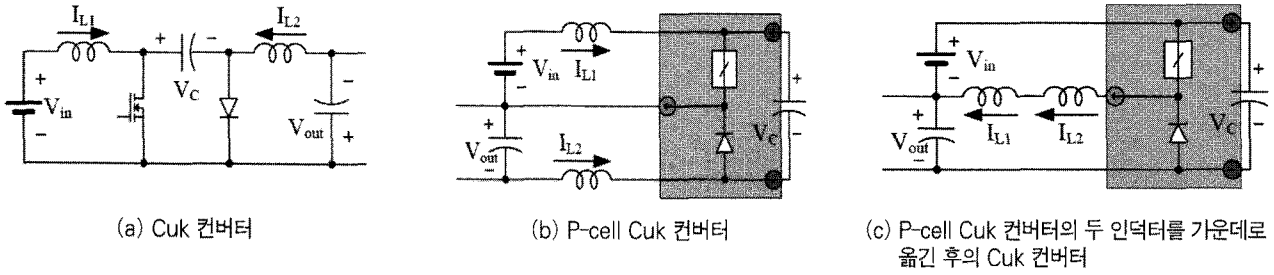 I_L1
I_L2
+
-
V_C
+
V_in
-
-
V_out
+
(a) Cuk 컨버터
+
V_in
-
I_L1
+
V_out
-
I_L2
+
V_C
-
(b) P-cell Cuk 컨버터
+
V_in
-
I_L1
I_L2
+
V_out
-
+
V_C
-
(c) P-cell Cuk 컨버터의 두 인덕터를 가운데로
옮긴 후의 Cuk 컨버터